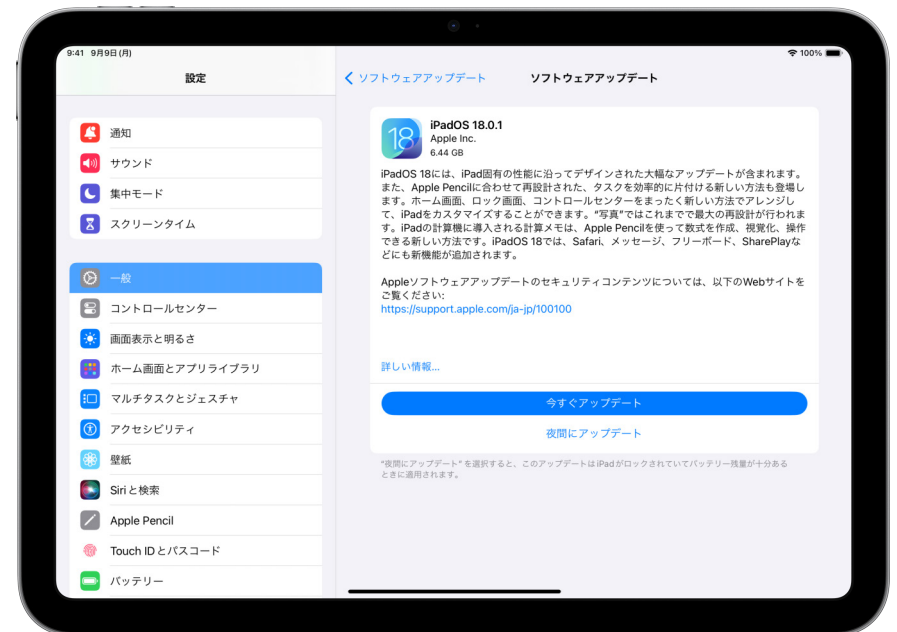 9:41 9月9日(月)
100%
設定
通知
サウンド
集中モード
スクリーンタイム
一般
コントロールセンター
画面表示と明るさ
ホーム画面とアプリライブラリ
マルチタスクとジェスチャ
アクセシビリティ
壁紙
Siriと検索
Apple Pencil
Touch IDとパスコード
バッテリー
ソフトウェアアップデート
ソフトウェアアップデート
18
iPadOS 18.0.1
Apple Inc.
6.44 GB
iPadOS 18には、iPad固有の性能に沿ってデザインされた大幅なアップデートが含まれます。
また、Apple Pencilに合わせて再設計された、タスクを効率的に片付ける新しい方法も登場し
ます。ホーム画面、ロック画面、コントロールセンターをまったく新しい方法でアレンジし
て、iPadをカスタマイズすることができます。“写真”ではこれまでで最大の再設計が行われま
す。iPadの計算機に導入される計算メモは、Apple Pencilを使って数式を作成、視覚化、操作
できる新しい方法です。iPadOS 18では、Safari、メッセージ、フリーボード、SharePlayな
どにも新機能が追加されます。
Appleソフトウェアアップデートのセキュリティコンテンツについては、以下のWebサイトを
ご覧ください:
https://support.apple.com/ja-jp/100100
詳しい情報...
今すぐアップデート
夜間にアップデート
“夜間にアップデート”を選択すると、このアップデートはiPadがロックされていてバッテリー残量が十分ある
ときに適用されます。